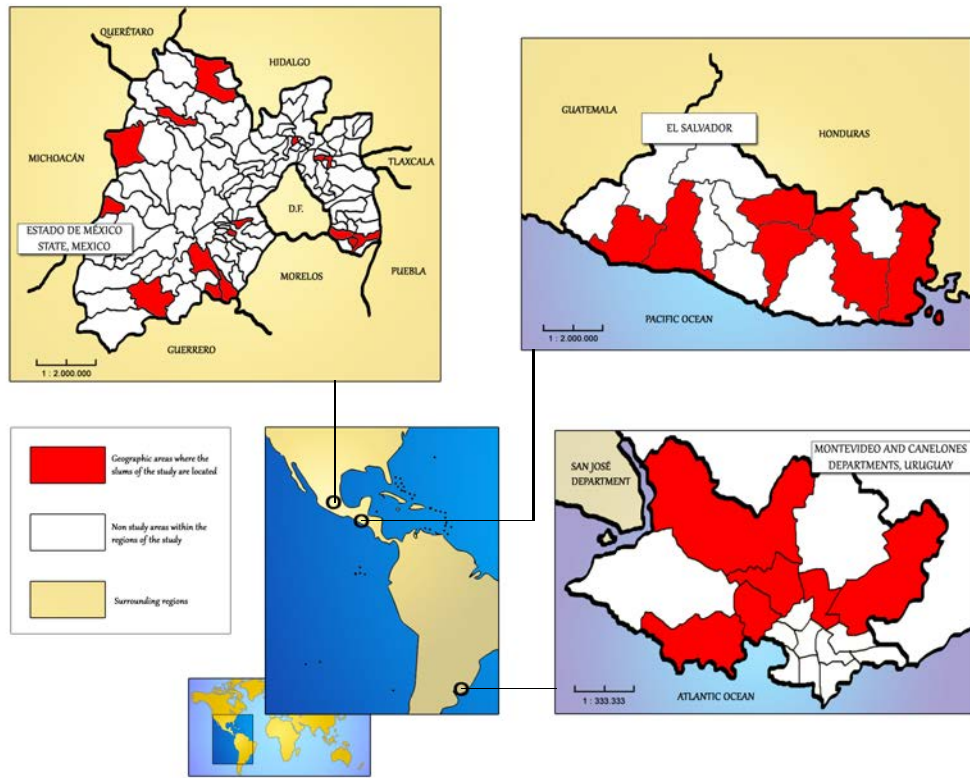 QUERÉTARO
HIDALGO
MICHOACÁN
TLAXCALA
D.F.
ESTADO DE MÉXICO
STATE, MEXICO
MORELOS
PUEBLA
GUERRERO
1 : 2.000.000
GUATEMALA
EL SALVADOR
HONDURAS
PACIFIC OCEAN
1 : 2.000.000
Geographic areas where the
slums of the study are located
Non study areas within the
regions of the study
Surrounding regions
MONTEVIDEO AND CANELONES
DEPARTMENTS, URUGUAY
SAN JOSÉ
DEPARTMENT
ATLANTIC OCEAN
1 : 333.333